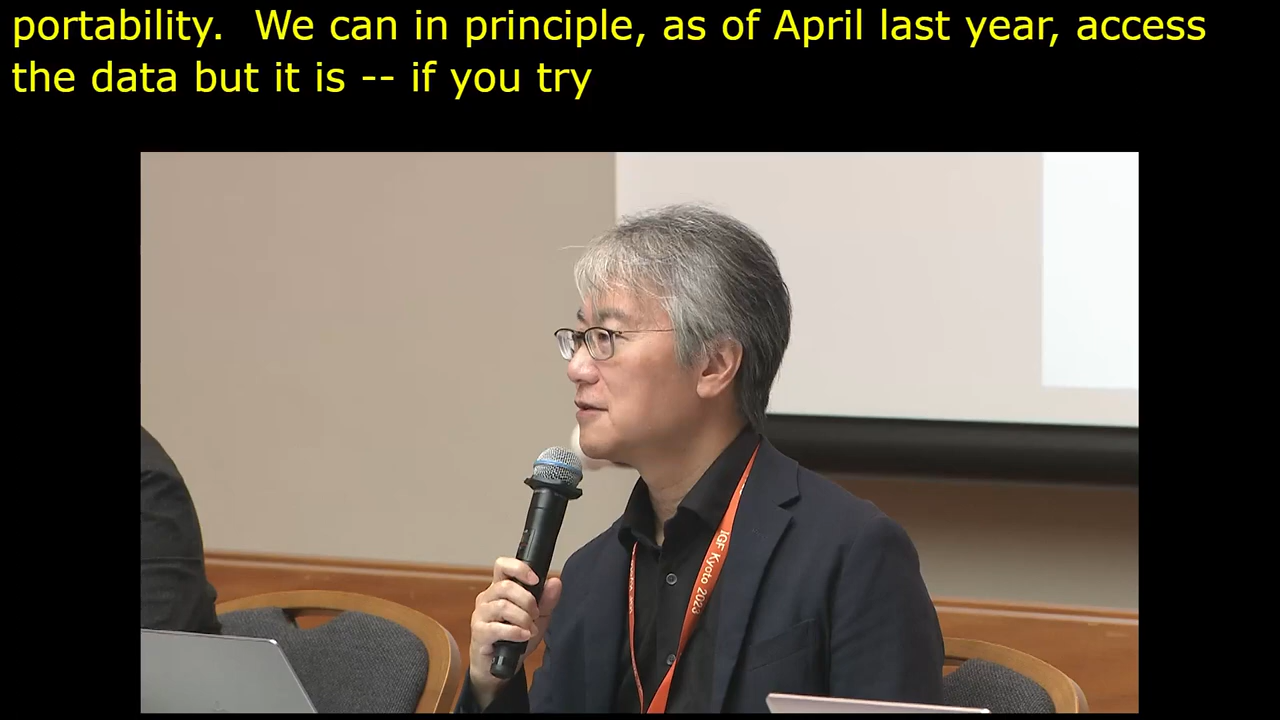 portability.  We can in principle, as of April last year, access
the data but it is -- if you try
IGF Kyoto 2023